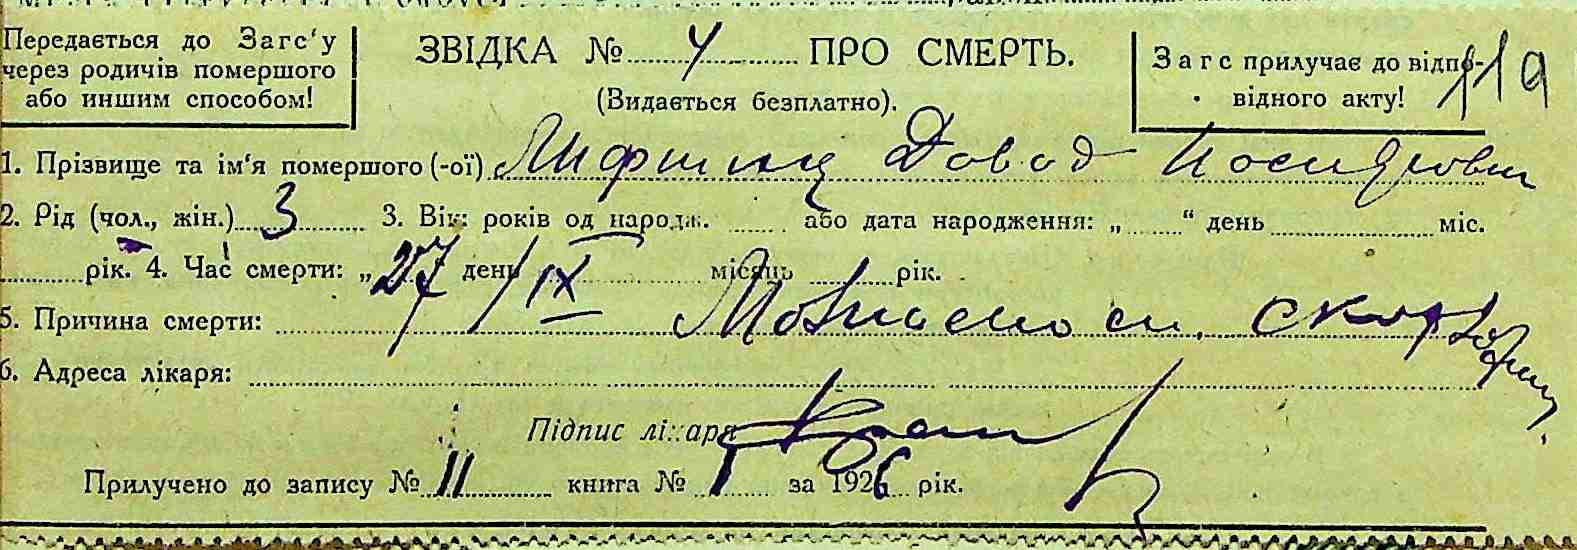 Передається до Загс'у
через родичів помершого
або иншим способом!
ЗВІДКА № 4 ПРО СМЕРТЬ.
(Видається безплатно).
Загс прилучає до відпо-
відного акту!
119
1. Прізвище та ім'я помершого (-ої) Лифшиц Довод
2. Рід (чол., жін.) 3 3. Вік: років од народж. або дата народження: „ “ день міс.
рік. 4. Час смерти: „27“ день /IX місяць рік.
5. Причина смерти:
6. Адреса лікаря:
Підпис лікаря
Прилучено до запису № 11 книга № 1 за 1926 рік.